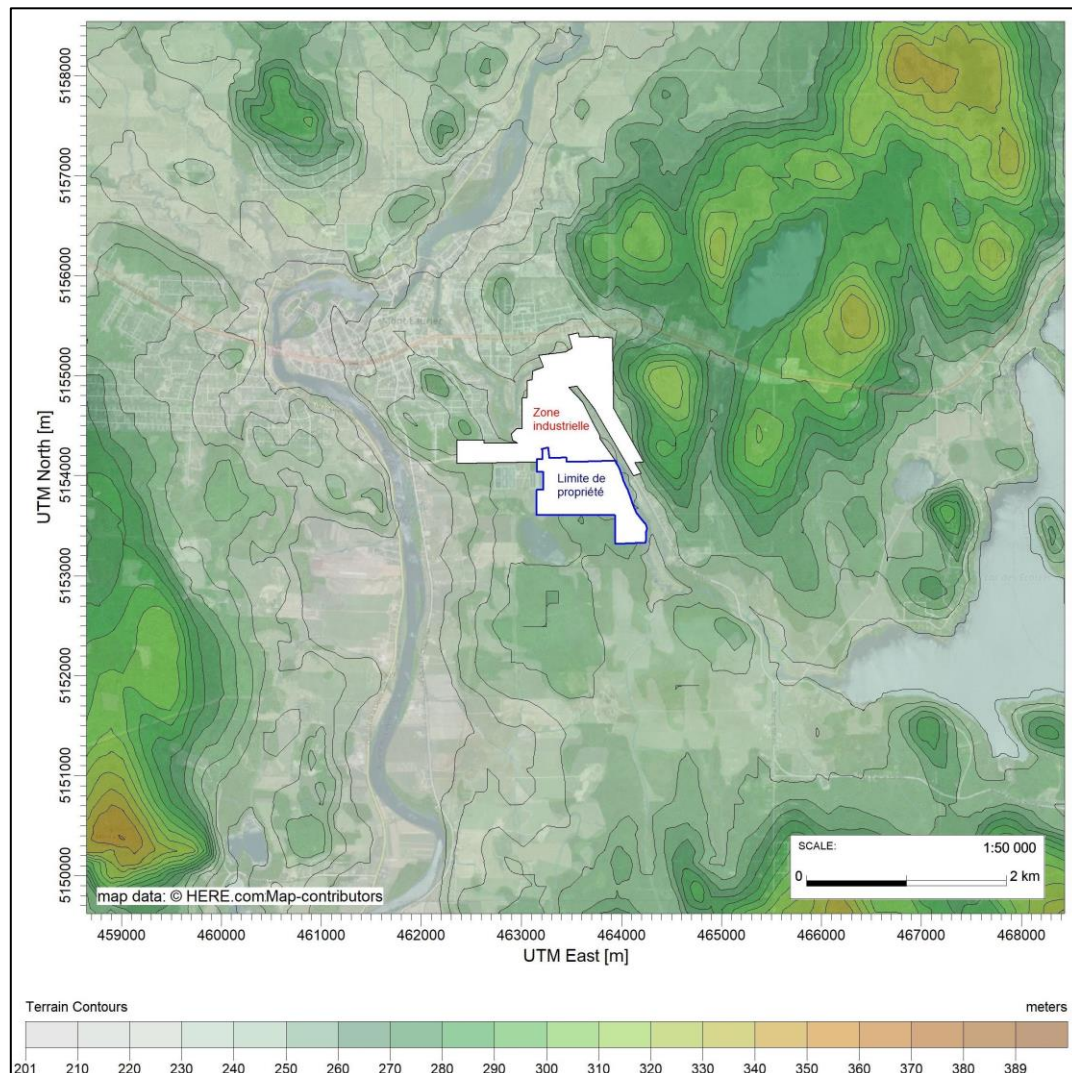 5158000
5157000
5156000
5155000
5154000
5153000
5152000
5151000
5150000
UTM North [m]
Zone
industrielle
Limite de
propriété
SCALE: 1:50 000
0 2 km
map data: © HERE.comMap-contributors
459000 460000 461000 462000 463000 464000 465000 466000 467000 468000
UTM East [m]
Terrain Contours meters
201 210 220 230 240 250 260 270 280 291 300 310 320 330 340 350 360 370 380 389